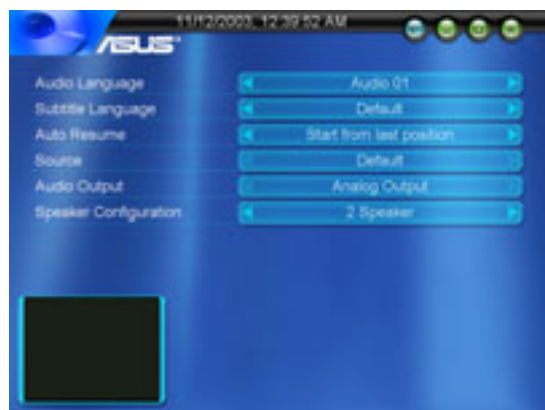 11/12/2003, 12:39:52 AM
ASUS
Audio Language Audio 01
Subtitle Language Default
Auto Resume Start from last position
Source Default
Audio Output Analog Output
Speaker Configuration 2 Speaker